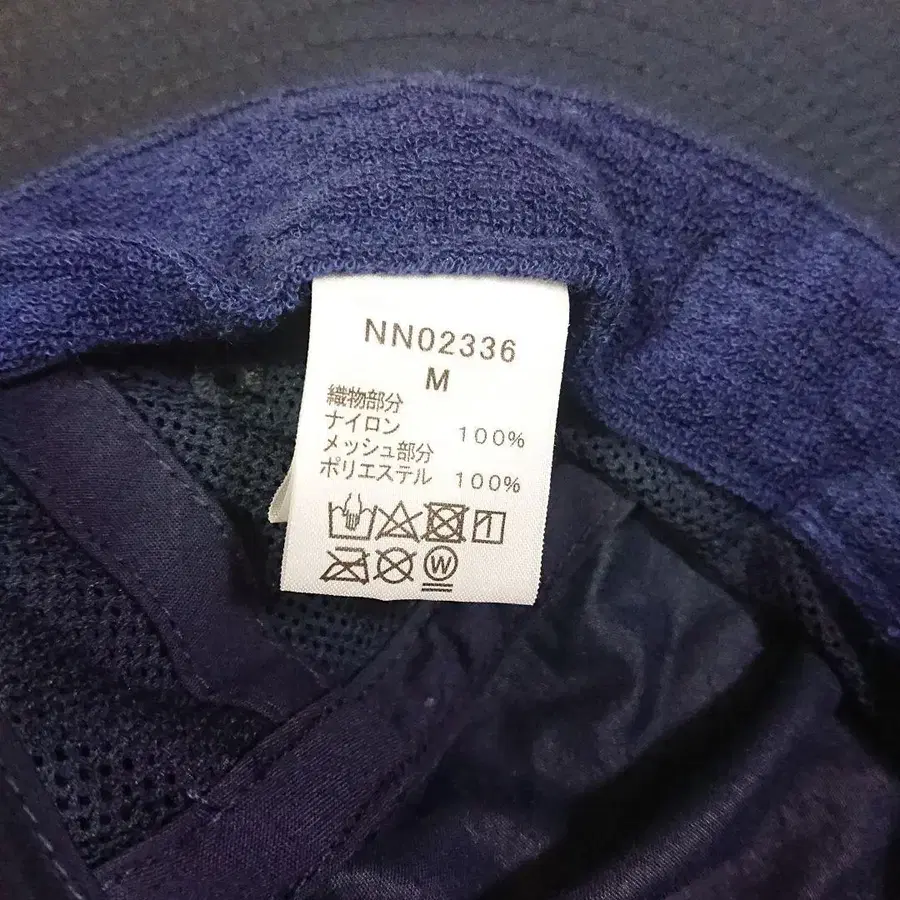 NN02336
M
織物部分
ナイロン 100%
メッシュ部分
ポリエステル 100%
W